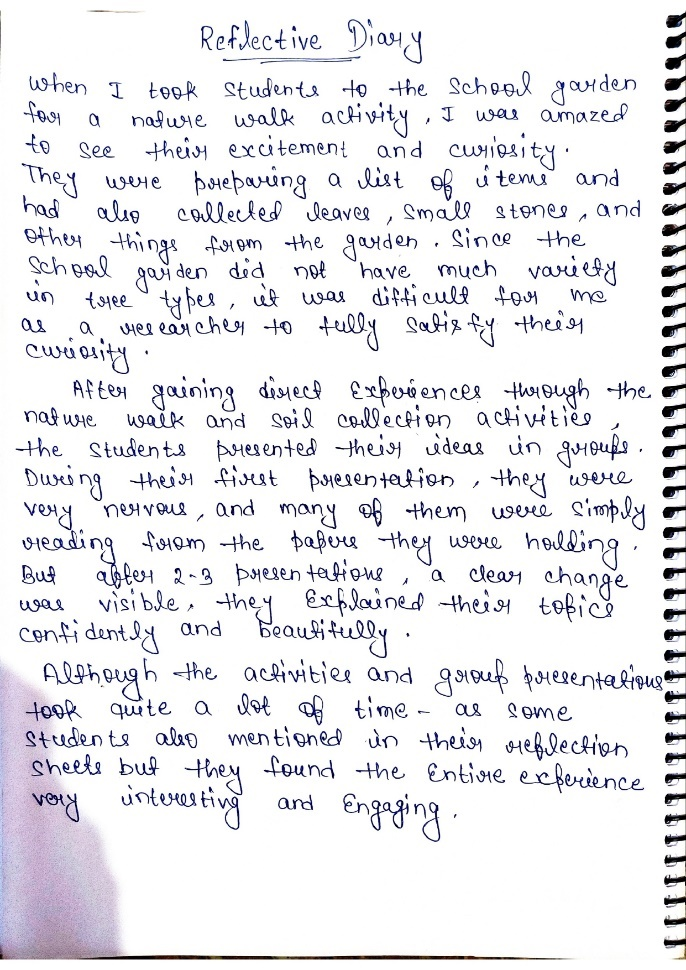 Reflective Diary
When I took students to the school garden
for a nature walk activity, I was amazed
to see their excitement and curiosity.
They were preparing a list of items and
had also collected leaves, small stones, and
other things from the garden. Since the
school garden did not have much variety
in tree types, it was difficult for me
as a researcher to fully satisfy their
curiosity.
After gaining direct Experiences through the
nature walk and soil collection activities,
the students presented their ideas in groups.
During their first presentation, they were
very nervous, and many of them were simply
reading from the papers they were holding.
But after 2-3 presentations, a clear change
was visible. they Explained their topics
confidently and beautifully.
Although the activities and group presentations
took quite a lot of time - as some
students also mentioned in their reflection
sheets but they found the Entire experience
very interesting and Engaging.